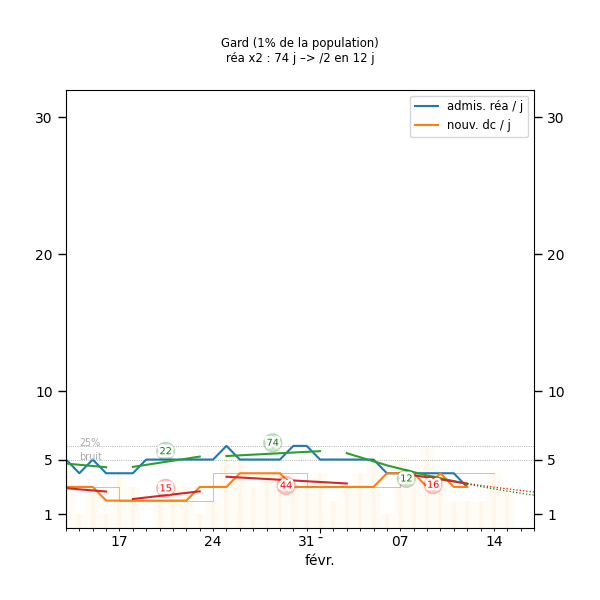 Gard (1% de la population)
réa x2 : 74 j –> /2 en 12 j
admis. réa / j
nouv. dc / j
30 30
20 20
10 10
25%
bruit
22
74
5 5
12
15
44
16
1 1
17 24 31 07 14
févr.